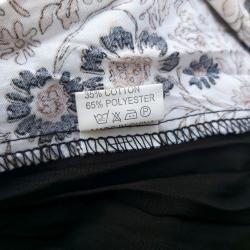 35% COTTON
65% POLYESTER